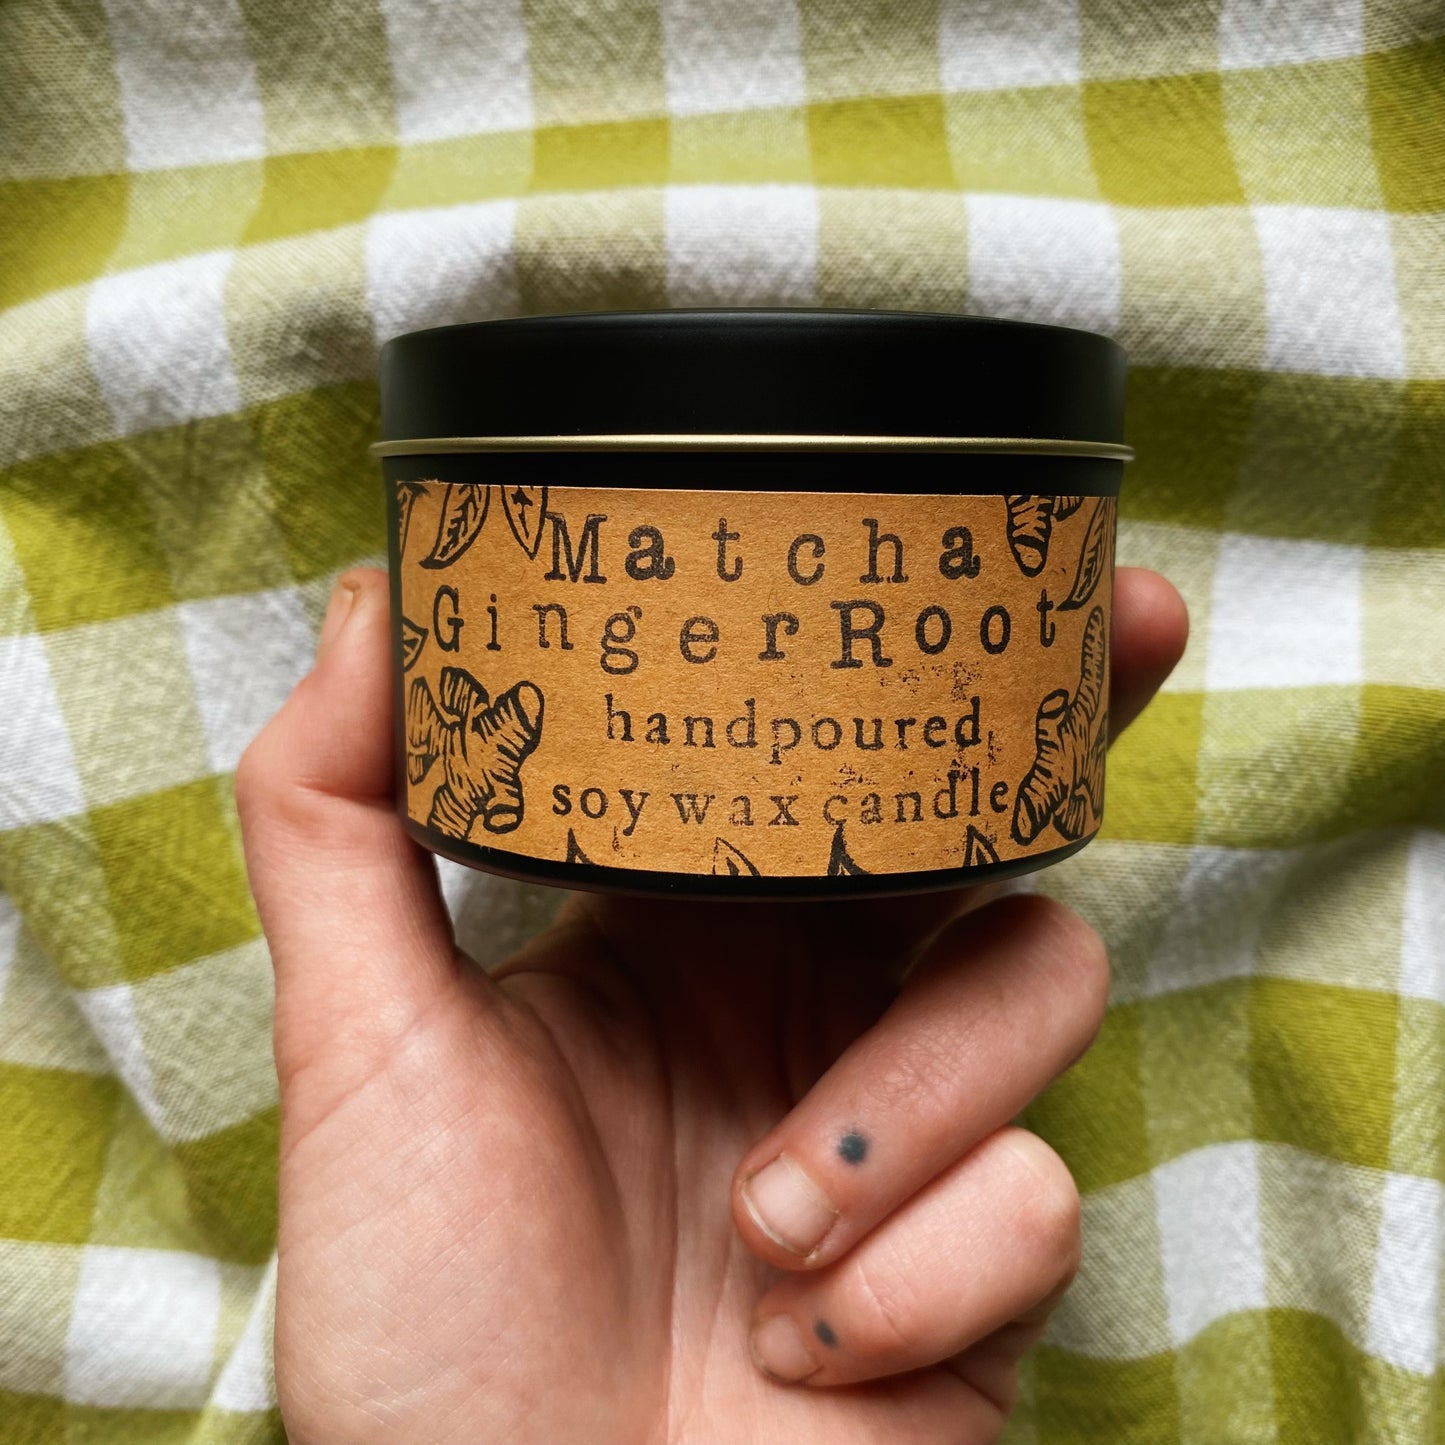 Matcha
GingerRoot
handpoured
soy wax candle